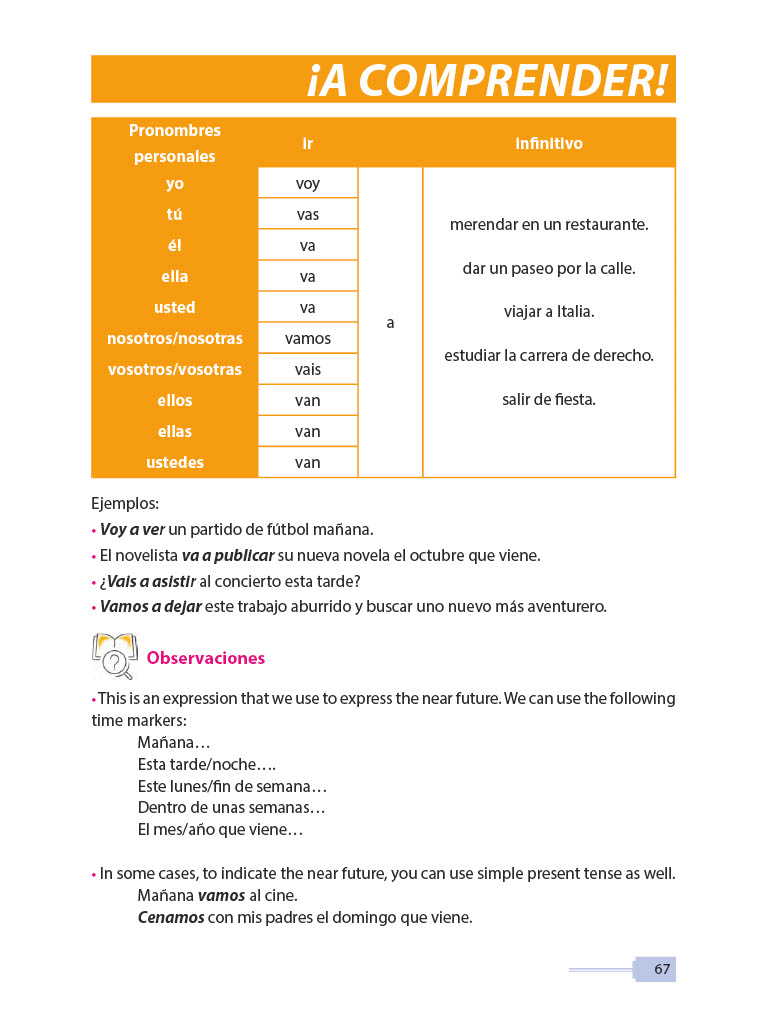 ¡A COMPRENDER!
Pronombres
personales
ir
infinitivo
yo
voy
tú
vas
él
va
ella
va
usted
va
nosotros/nosotras
vamos
vosotros/vosotras
vais
ellos
van
ellas
van
ustedes
van
a
merendar en un restaurante.
dar un paseo por la calle.
viajar a Italia.
estudiar la carrera de derecho.
salir de fiesta.
Ejemplos:
• Voy a ver un partido de fútbol mañana.
• El novelista va a publicar su nueva novela el octubre que viene.
• ¿Vais a asistir al concierto esta tarde?
• Vamos a dejar este trabajo aburrido y buscar uno nuevo más aventurero.
Observaciones
• This is an expression that we use to express the near future. We can use the following
time markers:
Mañana…
Esta tarde/noche….
Este lunes/fin de semana…
Dentro de unas semanas…
El mes/año que viene…
• In some cases, to indicate the near future, you can use simple present tense as well.
Mañana vamos al cine.
Cenamos con mis padres el domingo que viene.
67